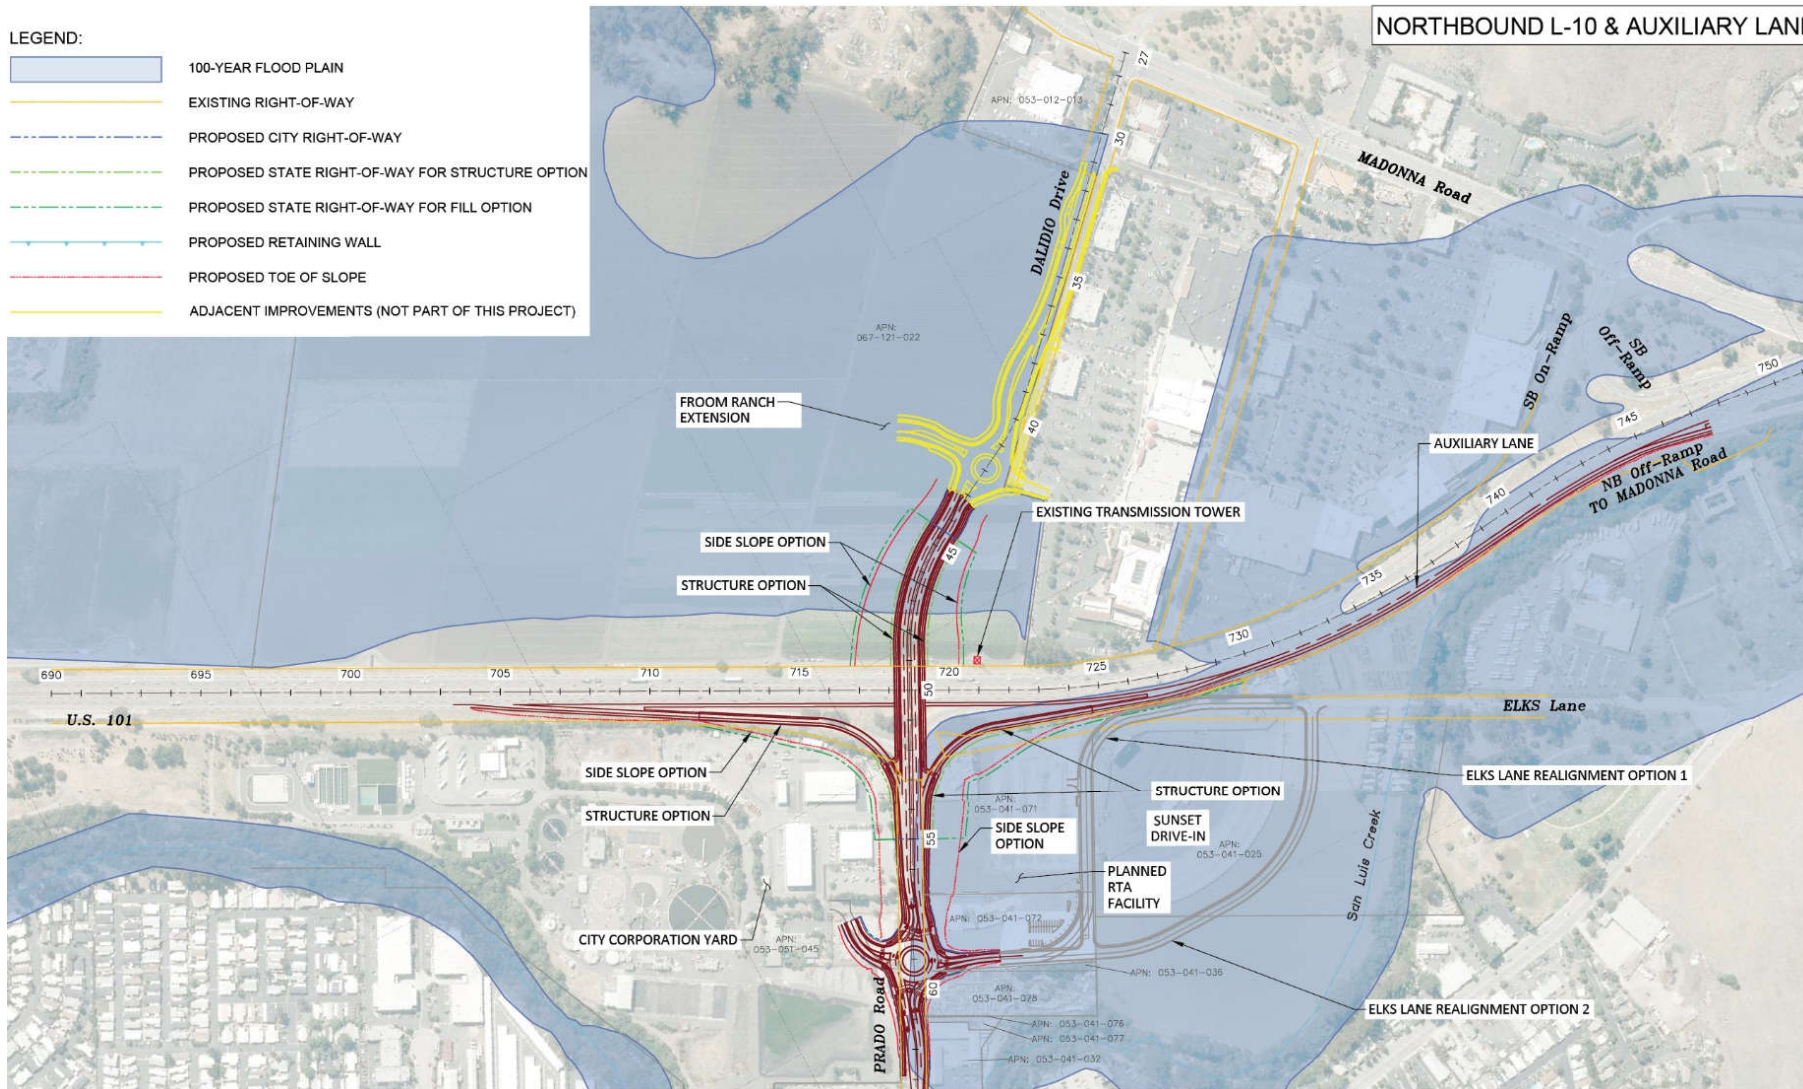 NORTHBOUND L-10 & AUXILIARY LANE
LEGEND:
100-YEAR FLOOD PLAIN
EXISTING RIGHT-OF-WAY
PROPOSED CITY RIGHT-OF-WAY
PROPOSED STATE RIGHT-OF-WAY FOR STRUCTURE OPTION
PROPOSED STATE RIGHT-OF-WAY FOR FILL OPTION
PROPOSED RETAINING WALL
PROPOSED TOE OF SLOPE
ADJACENT IMPROVEMENTS (NOT PART OF THIS PROJECT)
27
APN: 053-012-013
30
MADONNA Road
DALIDIO Drive
35
APN:
067-121-022
SB On-Ramp
SB
Off-Ramp
750
745
FROOM RANCH
EXTENSION
40
AUXILIARY LANE
NB Off-Ramp
TO MADONNA Road
740
EXISTING TRANSMISSION TOWER
SIDE SLOPE OPTION
45
STRUCTURE OPTION
735
730
690
695
700
705
710
715
720
725
50
U.S. 101
ELKS Lane
SIDE SLOPE OPTION
ELKS LANE REALIGNMENT OPTION 1
STRUCTURE OPTION
STRUCTURE OPTION
APN:
053-041-071
SUNSET
DRIVE-IN
SIDE SLOPE
OPTION
55
APN:
053-041-025
San Luis Creek
PLANNED
RTA
FACILITY
APN: 053-041-072
CITY CORPORATION YARD
APN:
053-051-045
APN: 053-041-036
60
APN:
053-041-078
PRADO Road
ELKS LANE REALIGNMENT OPTION 2
APN: 053-041-076
APN: 053-041-077
APN: 053-041-032